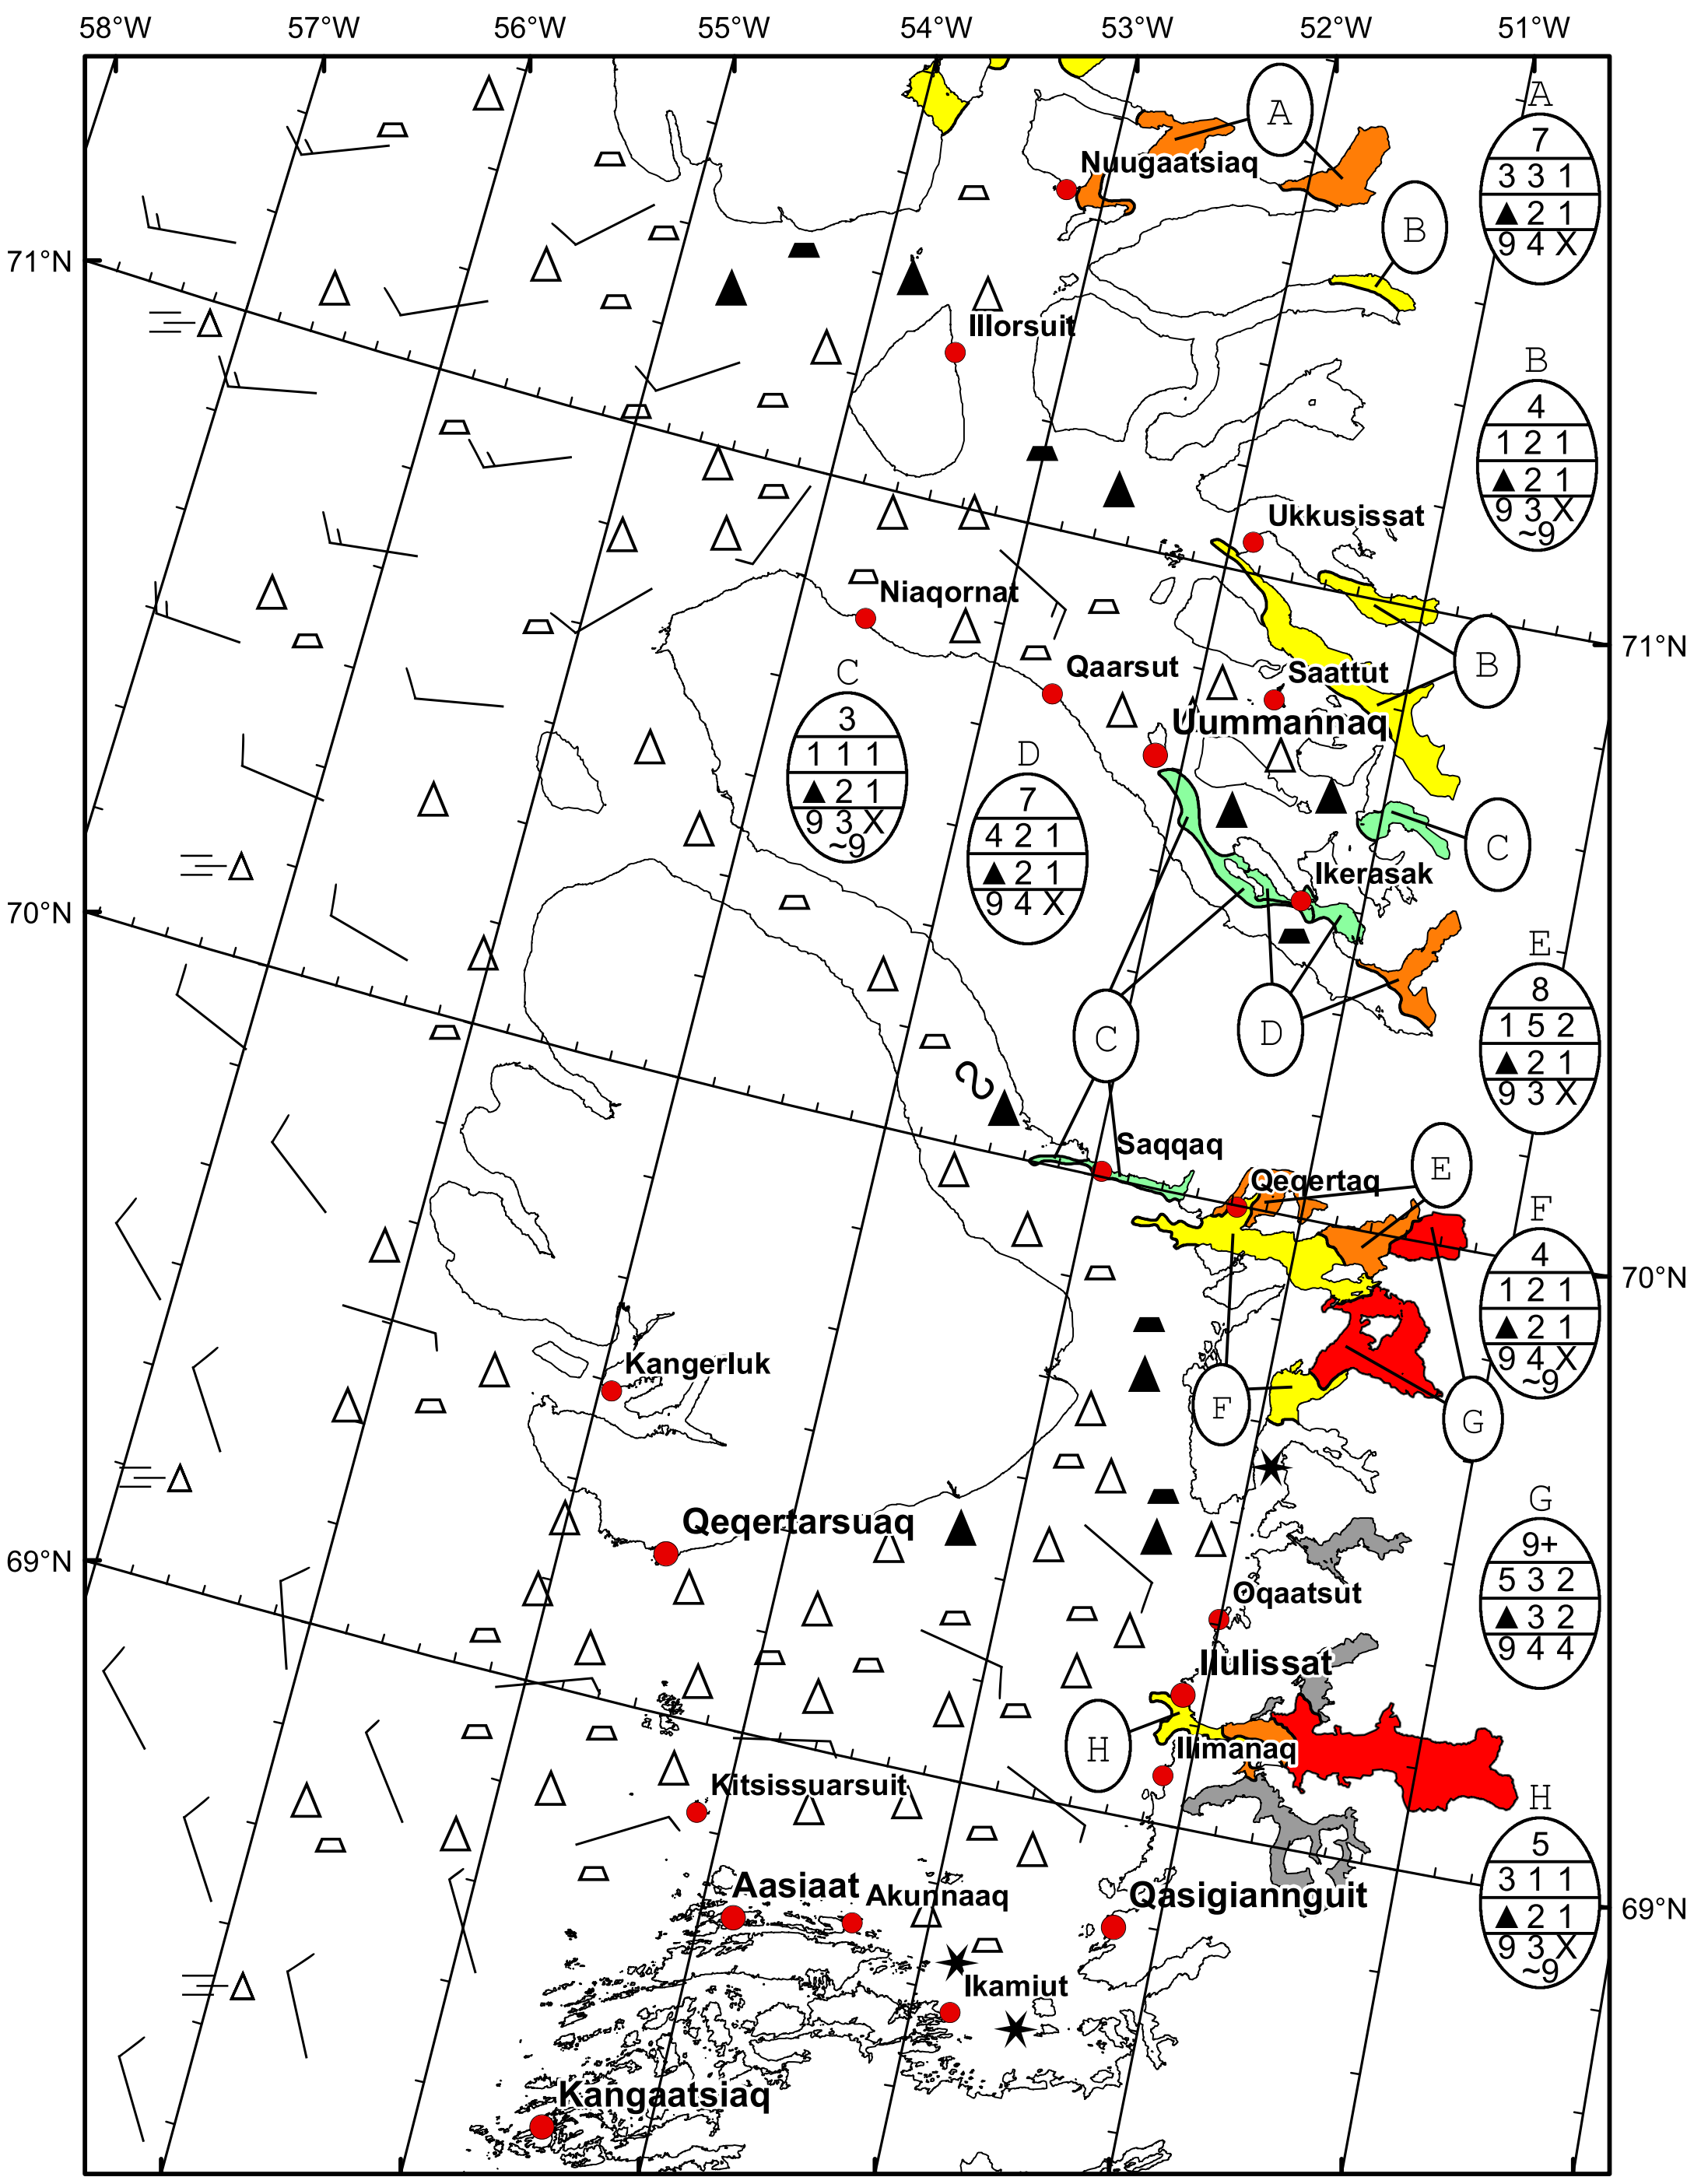 58°W 57°W 56°W 55°W 54°W 53°W 52°W 51°W
A
A
7
Nuugaatsiaq
3 3 1
▲ 2 1
B
9 4 X
71°N
Illorsuit
B
4
1 2 1
▲ 2 1
9 3 X
~9
Ukkusissat
Niaqornat
71°N
C
Qaarsut
Saattut
B
3
Uummannaq
1 1 1
D
▲ 2 1
7
9 3 X
~9
4 2 1
C
▲ 2 1
Ikerasak
9 4 X
70°N
E
8
C
D
1 5 2
▲ 2 1
9 3 X
Saqqaq
E
Qeqertaq
F
4
70°N
1 2 1
▲ 2 1
9 4 X
~9
Kangerluk
F
G
G
Qeqertarsuaq
9+
69°N
5 3 2
Oqaatsut
▲ 3 2
9 4 4
Ilulissat
H
Ilimanaq
Kitsissuarsuit
H
5
Aasiaat
Akunnaaq
Qasigiannguit
3 1 1
69°N
▲ 2 1
9 3 X
~9
Ikamiut
Kangaatsiaq